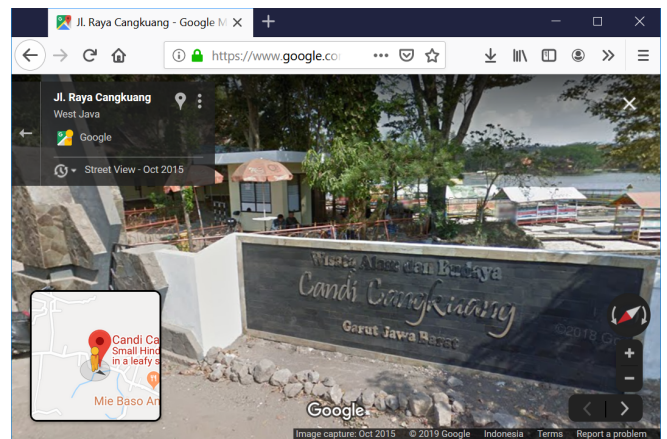 Jl. Raya Cangkuang - Google M
https://www.google.co
Jl. Raya Cangkuang
West Java
Google
Street View - Oct 2015
Wisata Alam dan Budaya
Candi Cangkuang
Garut Jawa Barat
©2018 G
Candi Ca
Small Hind
in a leafy s
Mie Baso An
Google
Image capture: Oct 2015 © 2019 Google Indonesia Terms Report a problem